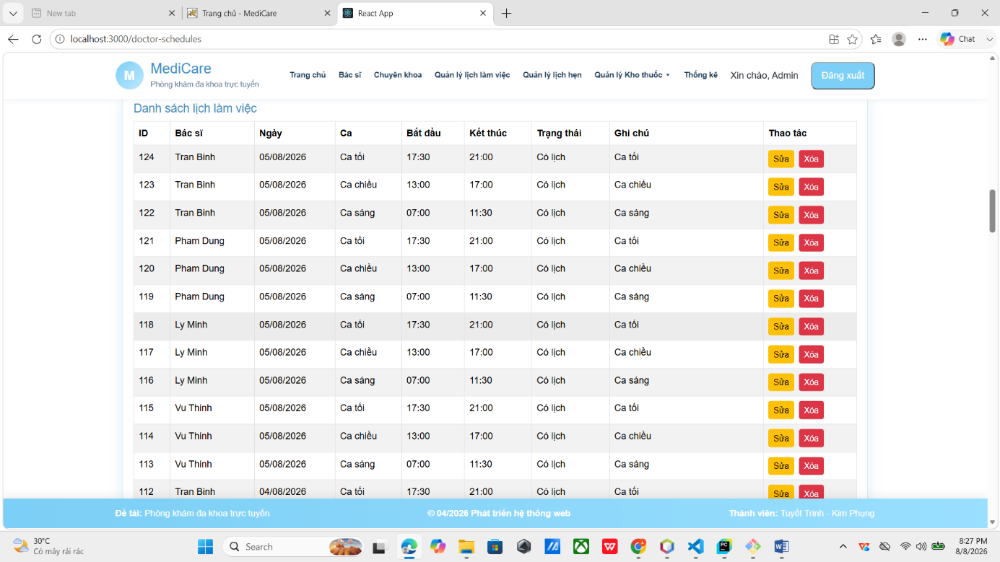 New tab
Trang chủ - MediCare
React App
localhost:3000/doctor-schedules
Chat
M
MediCare
Phòng khám đa khoa trực tuyến
Trang chủ Bác sĩ Chuyên khoa Quản lý lịch làm việc Quản lý lịch hẹn Quản lý Kho thuốc Thống kê Xin chào, Admin Đăng xuất
Danh sách lịch làm việc
ID Bác sĩ Ngày Ca Bắt đầu Kết thúc Trạng thái Ghi chú Thao tác
124 Tran Binh 05/08/2026 Ca tối 17:30 21:00 Có lịch Ca tối Sửa Xóa
123 Tran Binh 05/08/2026 Ca chiều 13:00 17:00 Có lịch Ca chiều Sửa Xóa
122 Tran Binh 05/08/2026 Ca sáng 07:00 11:30 Có lịch Ca sáng Sửa Xóa
121 Pham Dung 05/08/2026 Ca tối 17:30 21:00 Có lịch Ca tối Sửa Xóa
120 Pham Dung 05/08/2026 Ca chiều 13:00 17:00 Có lịch Ca chiều Sửa Xóa
119 Pham Dung 05/08/2026 Ca sáng 07:00 11:30 Có lịch Ca sáng Sửa Xóa
118 Ly Minh 05/08/2026 Ca tối 17:30 21:00 Có lịch Ca tối Sửa Xóa
117 Ly Minh 05/08/2026 Ca chiều 13:00 17:00 Có lịch Ca chiều Sửa Xóa
116 Ly Minh 05/08/2026 Ca sáng 07:00 11:30 Có lịch Ca sáng Sửa Xóa
115 Vu Thinh 05/08/2026 Ca tối 17:30 21:00 Có lịch Ca tối Sửa Xóa
114 Vu Thinh 05/08/2026 Ca chiều 13:00 17:00 Có lịch Ca chiều Sửa Xóa
113 Vu Thinh 05/08/2026 Ca sáng 07:00 11:30 Có lịch Ca sáng Sửa Xóa
112 Tran Binh 04/08/2026 Ca tối 17:30 21:00 Có lịch Ca tối Sửa Xóa
Đề tài: Phòng khám đa khoa trực tuyến © 04/2026 Phát triển hệ thống web Thành viên: Tuyết Trinh - Kim Phụng
30°C
Có mây rải rác
Search
8:27 PM
8/8/2026